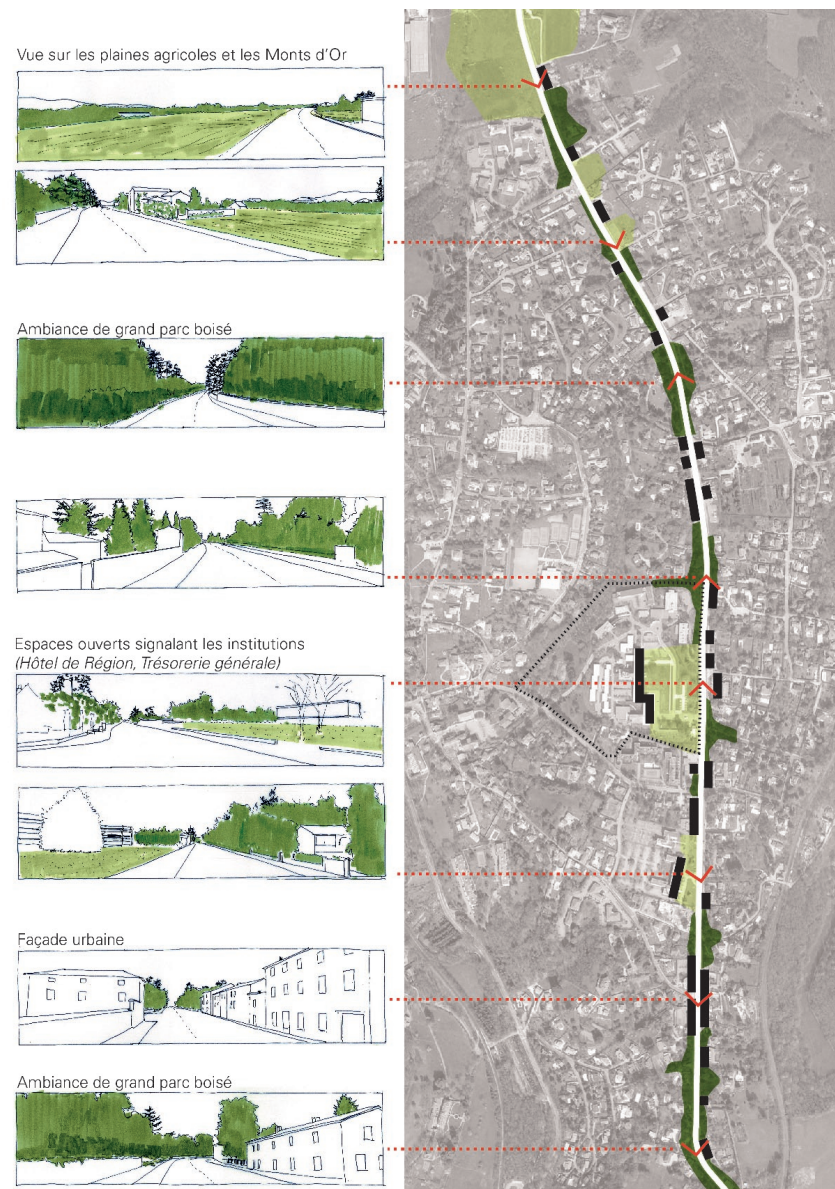 Vue sur les plaines agricoles et les Monts d'Or
Ambiance de grand parc boisé
Espaces ouverts signalant les institutions
(Hôtel de Région, Trésorerie générale)
Façade urbaine
Ambiance de grand parc boisé